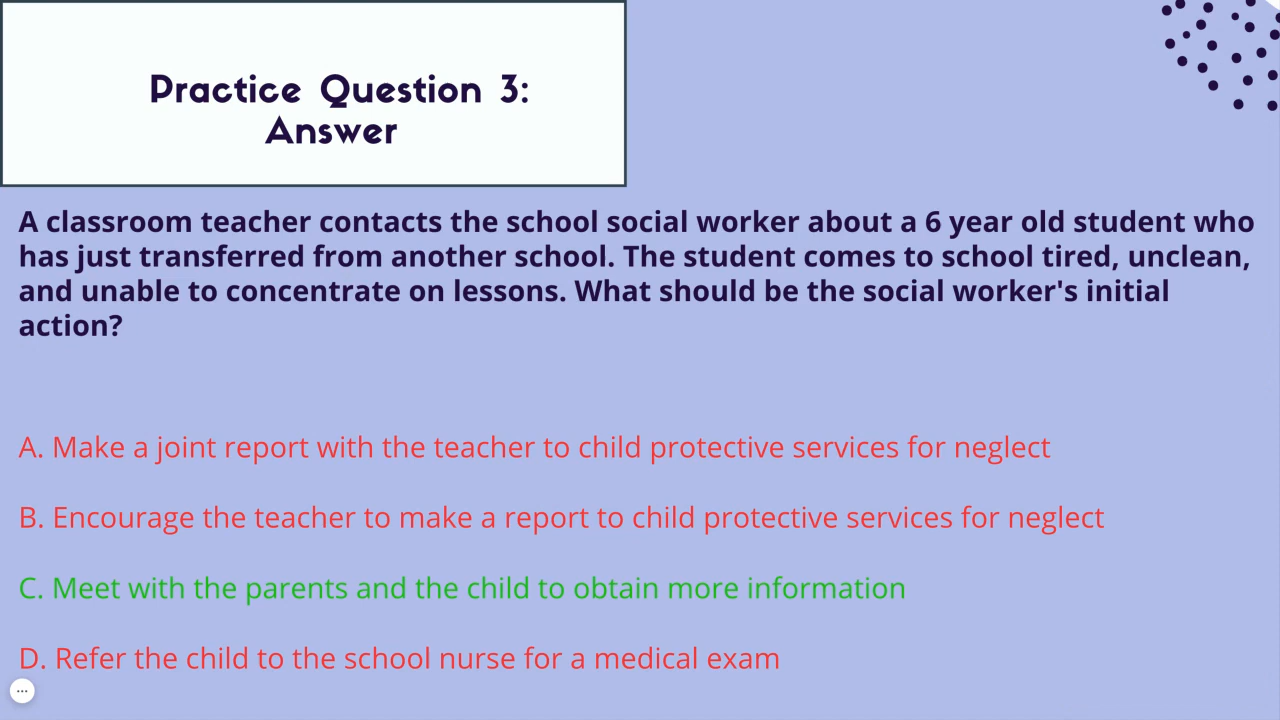 Practice Question 3:
Answer
A classroom teacher contacts the school social worker about a 6 year old student who
has just transferred from another school. The student comes to school tired, unclean,
and unable to concentrate on lessons. What should be the social worker's initial
action?
A. Make a joint report with the teacher to child protective services for neglect
B. Encourage the teacher to make a report to child protective services for neglect
C. Meet with the parents and the child to obtain more information
D. Refer the child to the school nurse for a medical exam